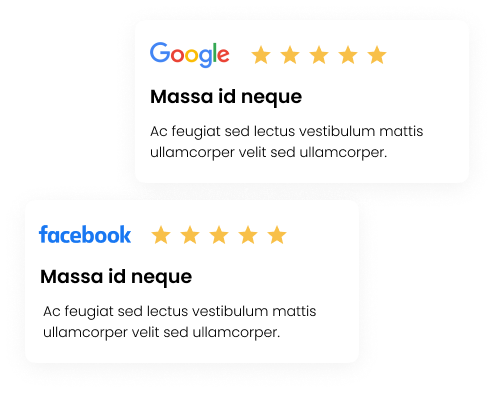 Google
Massa id neque
Ac feugiat sed lectus vestibulum mattis
ullamcorper velit sed ullamcorper.
facebook
Massa id neque
Ac feugiat sed lectus vestibulum mattis
ullamcorper velit sed ullamcorper.